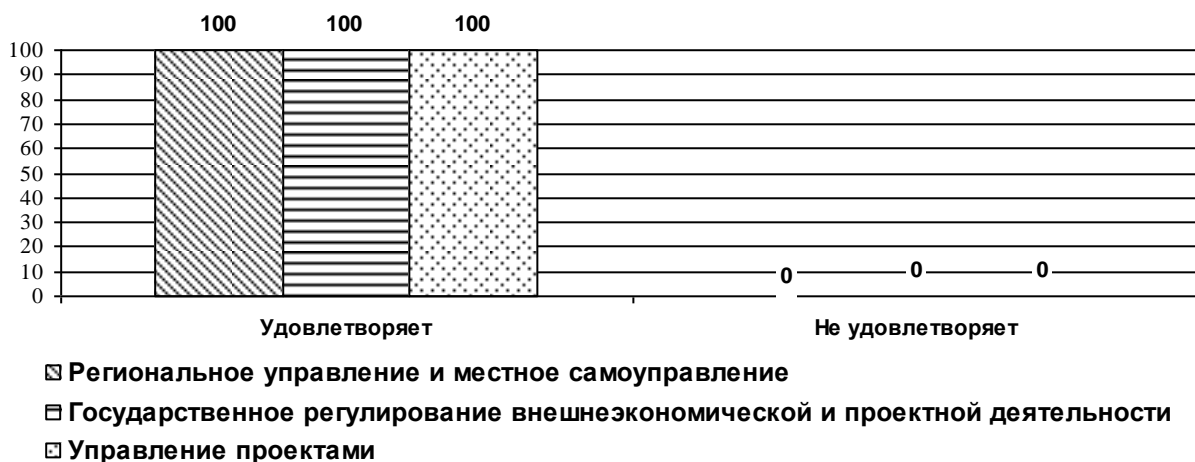 100 100 100
100
90
80
70
60
50
40
30
20
10
0
0 0 0
Удовлетворяет Не удовлетворяет
Региональное управление и местное самоуправление
Государственное регулирование внешнеэкономической и проектной деятельности
Управление проектами